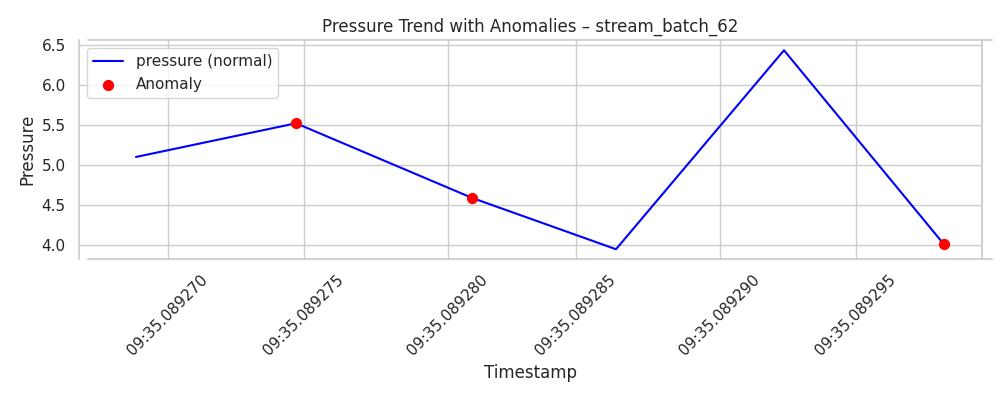 Pressure Trend with Anomalies – stream_batch_62
pressure (normal)
Anomaly
Pressure
6.5
6.0
5.5
5.0
4.5
4.0
09:35.089270
09:35.089275
09:35.089280
09:35.089285
09:35.089290
09:35.089295
Timestamp